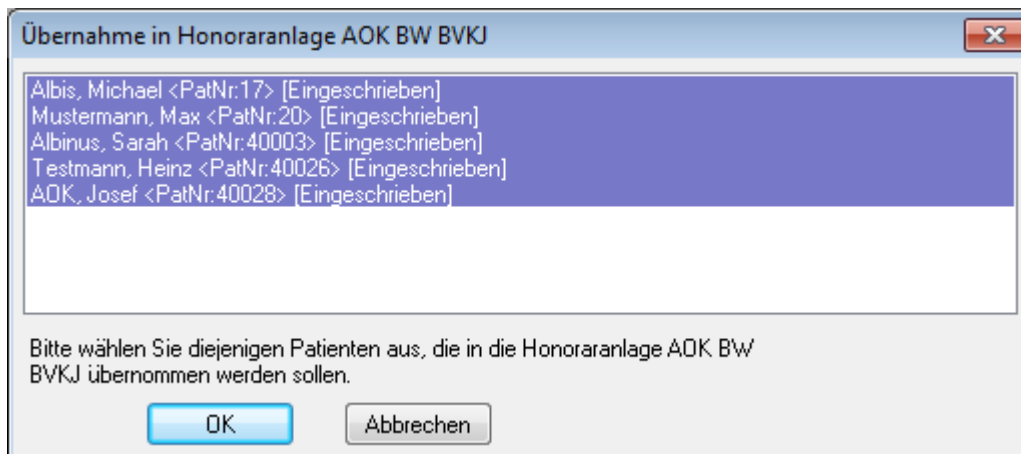 Übernahme in Honoraranlage AOK BW BVKJ
Albis, Michael <PatNr:17> [Eingeschrieben]
Mustermann, Max <PatNr:20> [Eingeschrieben]
Albinus, Sarah <PatNr:40003> [Eingeschrieben]
Testmann, Heinz <PatNr:40026> [Eingeschrieben]
AOK, Josef <PatNr:40028> [Eingeschrieben]
Bitte wählen Sie diejenigen Patienten aus, die in die Honoraranlage AOK BW
BVKJ übernommen werden sollen.
OK Abbrechen